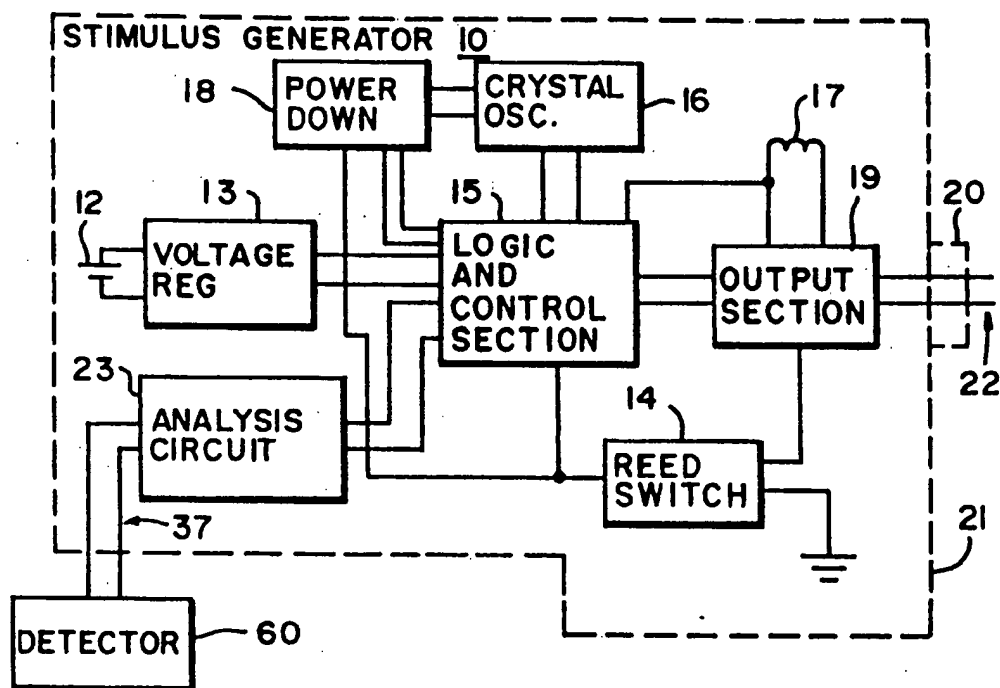 STIMULUS GENERATOR 10
18
POWER
DOWN
CRYSTAL
OSC.
16
17
12
13
VOLTAGE
REG
15
LOGIC
AND
CONTROL
SECTION
19
OUTPUT
SECTION
20
22
23
ANALYSIS
CIRCUIT
14
REED
SWITCH
37
21
DETECTOR
60